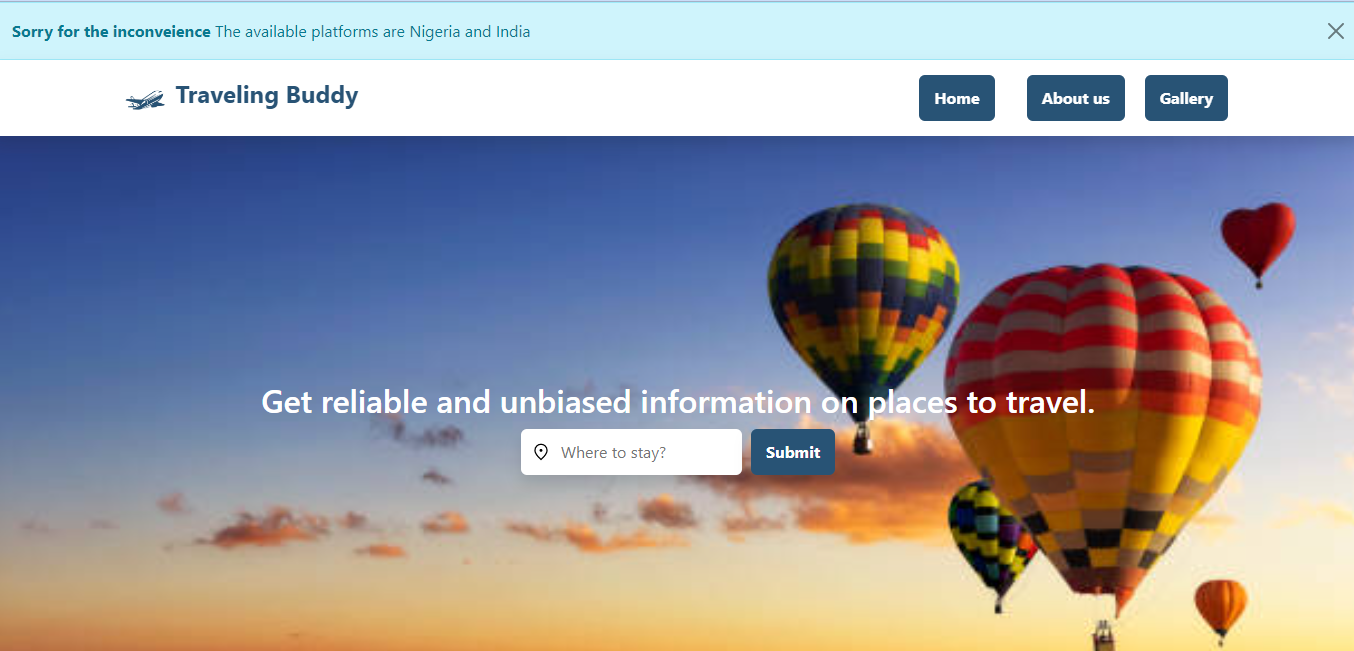 Sorry for the inconveience The available platforms are Nigeria and India
Traveling Buddy
Home
About us
Gallery
Get reliable and unbiased information on places to travel.
Where to stay?
Submit